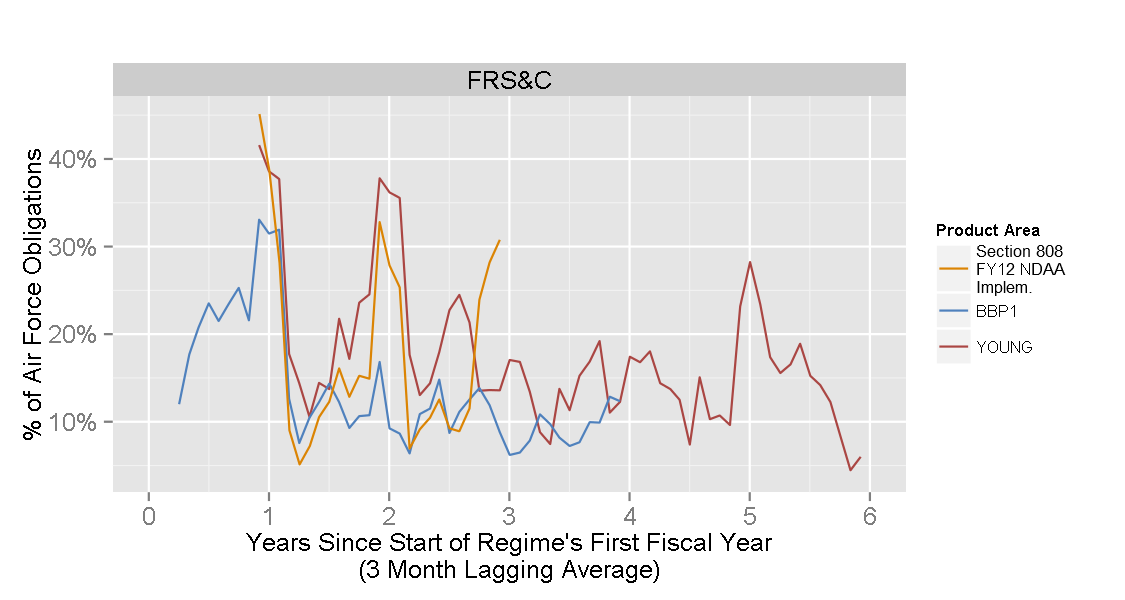 FRS&C
% of Air Force Obligations
40%
30%
20%
10%
0 1 2 3 4 5 6
Years Since Start of Regime's First Fiscal Year
(3 Month Lagging Average)
Product Area
Section 808
FY12 NDAA
Implem.
BBP1
YOUNG